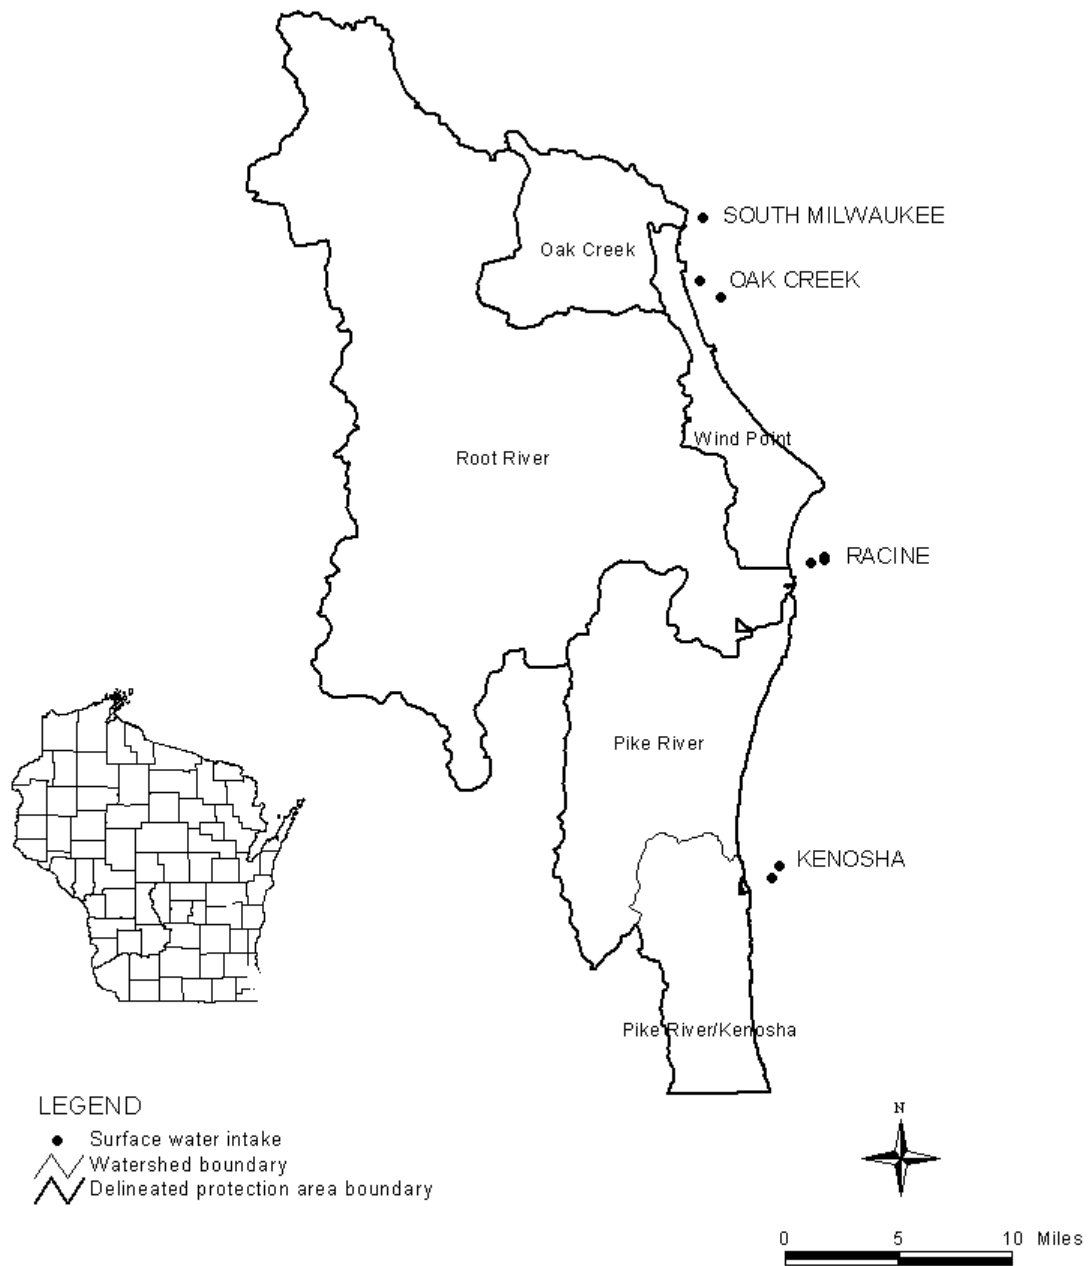 SOUTH MILWAUKEE
Oak Creek
OAK CREEK
Wind Point
Root River
RACINE
Pike River
KENOSHA
Pike River/Kenosha
LEGEND
Surface water intake
Watershed boundary
Delineated protection area boundary
N
0 5 10 Miles